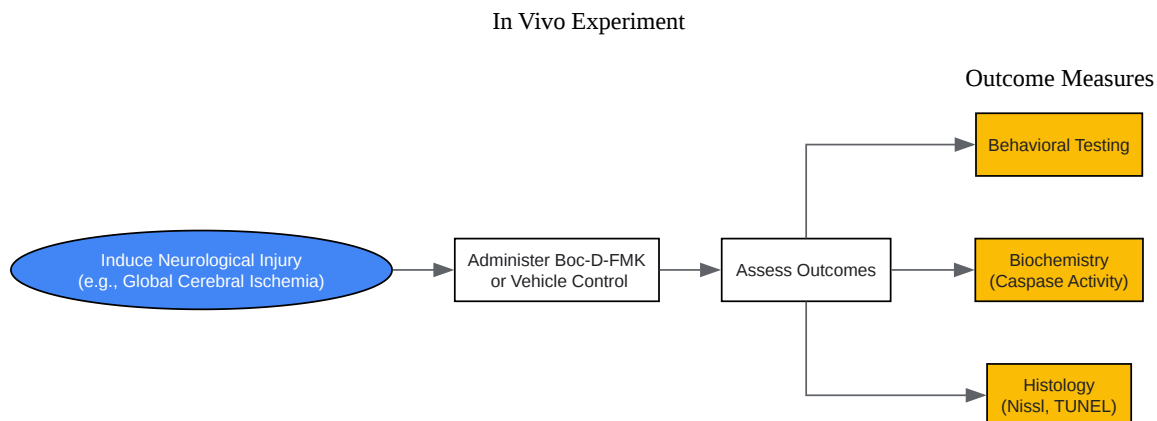 In Vivo Experiment
Outcome Measures
Behavioral Testing
Induce Neurological Injury
(e.g., Global Cerebral Ischemia)
Administer Boc-D-FMK
or Vehicle Control
Assess Outcomes
Biochemistry
(Caspase Activity)
Histology
(Nissl, TUNEL)